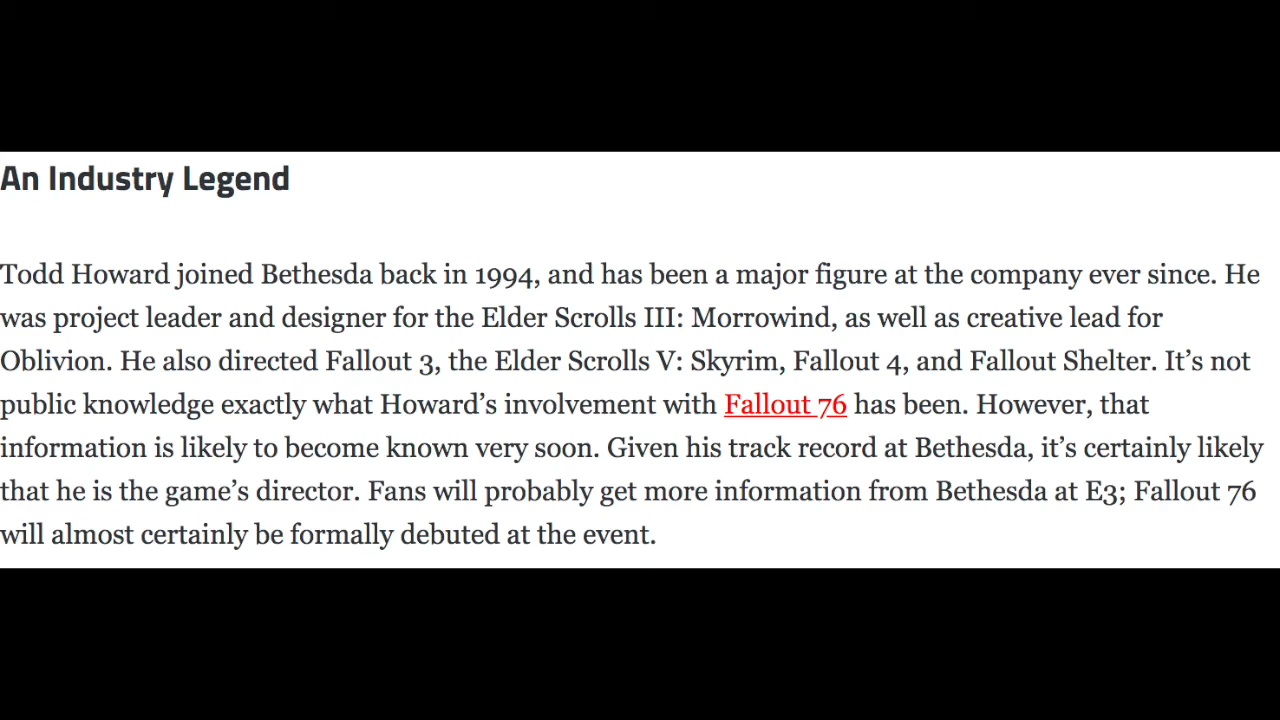 An Industry Legend
Todd Howard joined Bethesda back in 1994, and has been a major figure at the company ever since. He
was project leader and designer for the Elder Scrolls III: Morrowind, as well as creative lead for
Oblivion. He also directed Fallout 3, the Elder Scrolls V: Skyrim, Fallout 4, and Fallout Shelter. It’s not
public knowledge exactly what Howard’s involvement with Fallout 76 has been. However, that
information is likely to become known very soon. Given his track record at Bethesda, it’s certainly likely
that he is the game’s director. Fans will probably get more information from Bethesda at E3; Fallout 76
will almost certainly be formally debuted at the event.